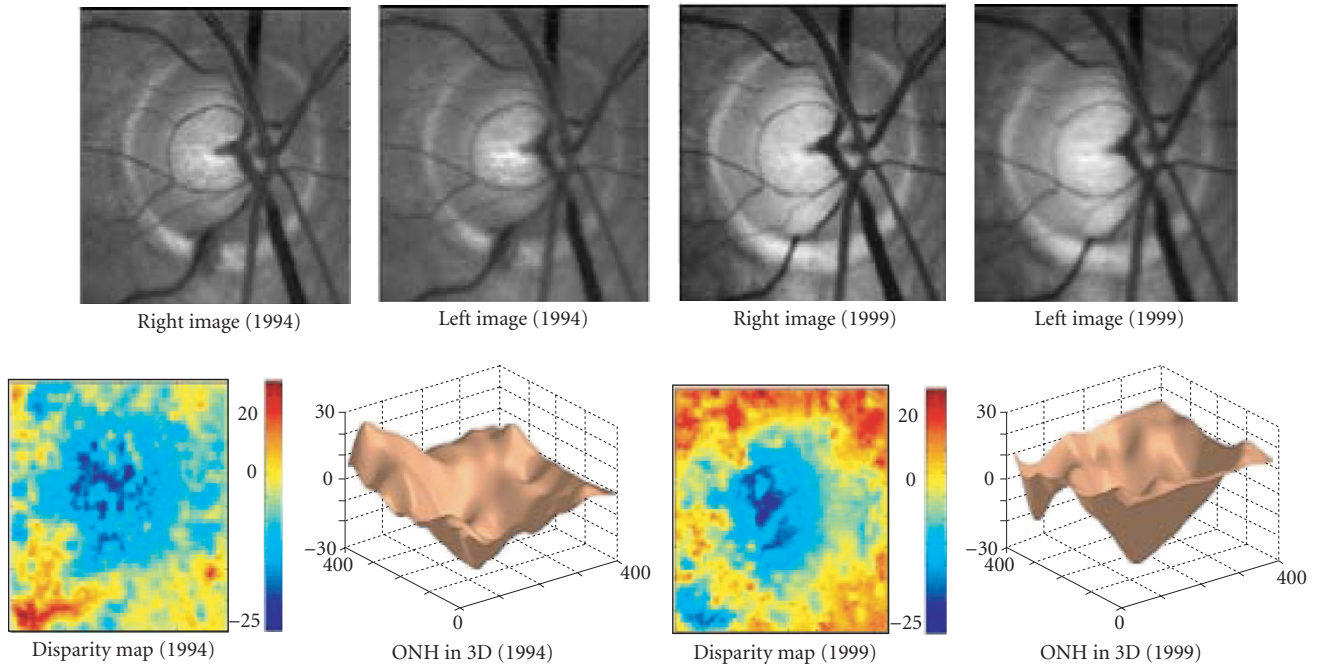 Right image (1994)
Left image (1994)
Right image (1999)
Left image (1999)
20
0
−25
Disparity map (1994)
30
0
−30
400
0
400
ONH in 3D (1994)
20
0
−25
Disparity map (1999)
30
0
−30
400
0
400
ONH in 3D (1999)